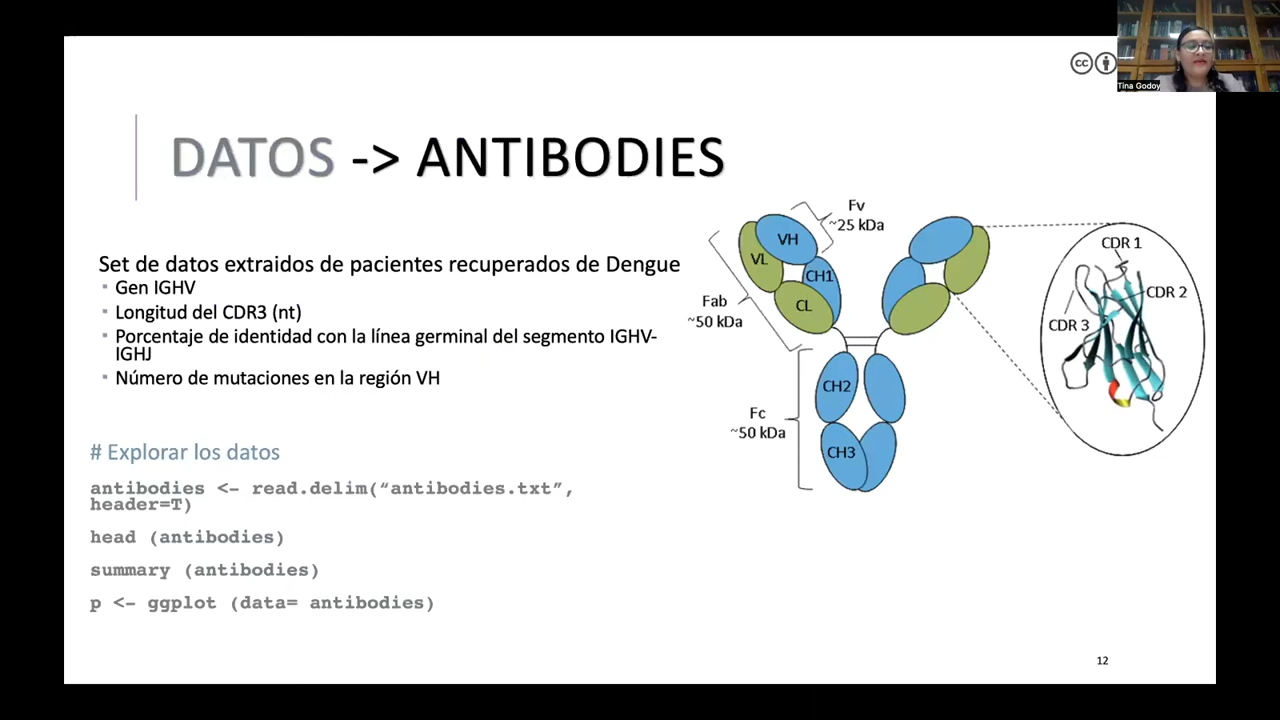 cc
Tina Godoy
DATOS -> ANTIBODIES
Set de datos extraidos de pacientes recuperados de Dengue
Gen IGHV
Longitud del CDR3 (nt)
Porcentaje de identidad con la línea germinal del segmento IGHV-
IGHJ
Número de mutaciones en la región VH
# Explorar los datos
antibodies <- read.delim(“antibodies.txt”,
header=T)
head (antibodies)
summary (antibodies)
p <- ggplot (data= antibodies)
Fv
~25 kDa
VH
VL
CH1
CL
Fab
~50 kDa
CH2
Fc
~50 kDa
CH3
CDR 1
CDR 2
CDR 3
12